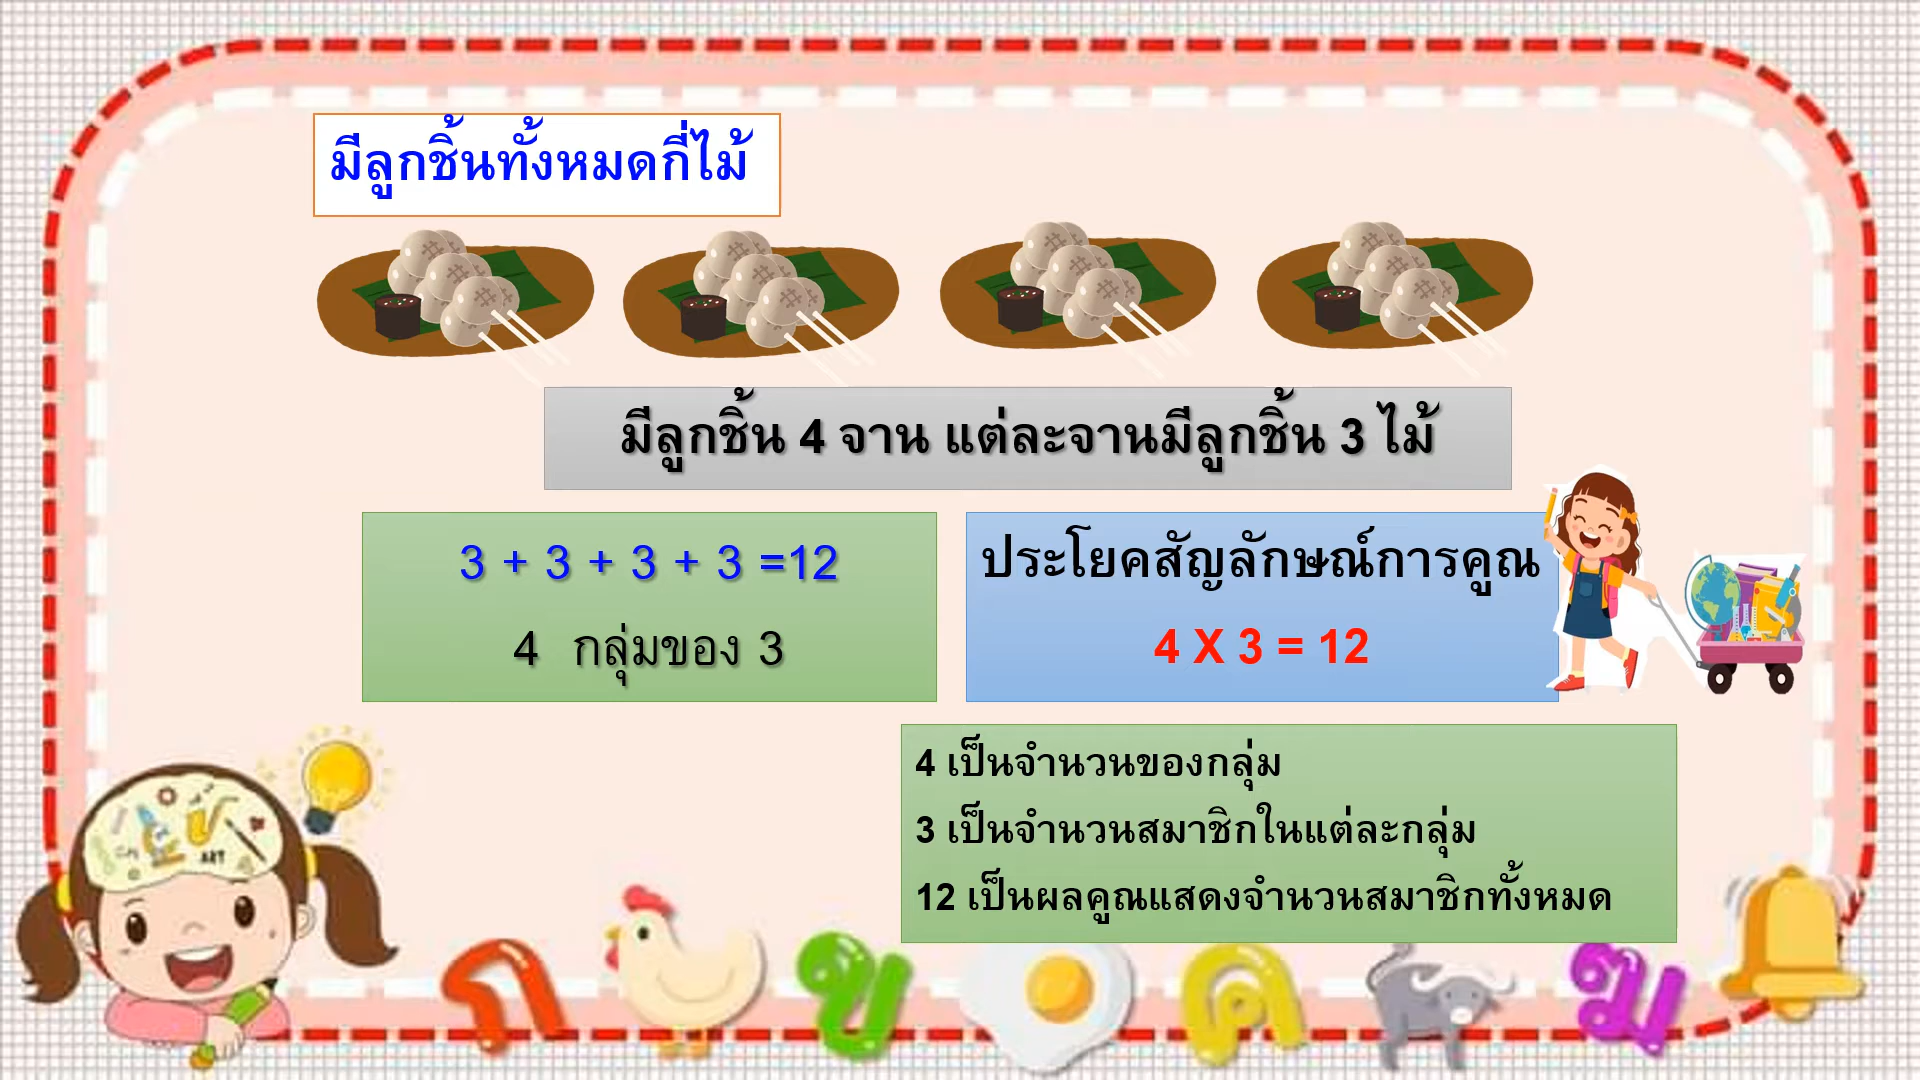 มีลูกชิ้นทั้งหมดกี่ไม้
มีลูกชิ้น 4 จาน แต่ละจานมีลูกชิ้น 3 ไม้
3 + 3 + 3 + 3 =12
4 กลุ่มของ 3
ประโยคสัญลักษณ์การคูณ
4 X 3 = 12
4 เป็นจำนวนของกลุ่ม
3 เป็นจำนวนสมาชิกในแต่ละกลุ่ม
12 เป็นผลคูณแสดงจำนวนสมาชิกทั้งหมด
ART
ก ข ค ฆ